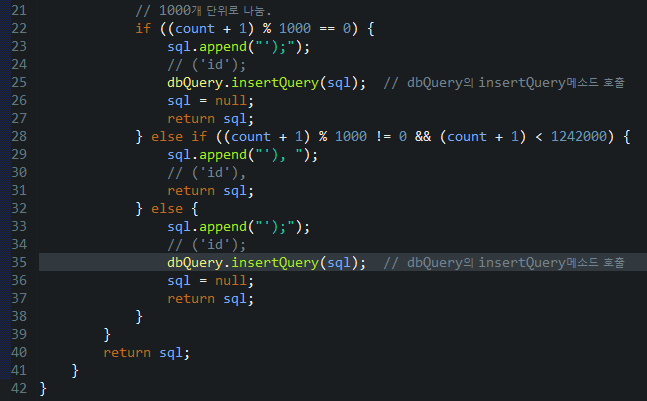 21            // 1000개 단위로 나눔.
22            if ((count + 1) % 1000 == 0) {
23                sql.append("');");
24                // ('id');
25                dbQuery.insertQuery(sql);  // dbQuery의 insertQuery메소드 호출
26                sql = null;
27                return sql;
28            } else if ((count + 1) % 1000 != 0 && (count + 1) < 1242000) {
29                sql.append("'), ");
30                // ('id'),
31                return sql;
32            } else {
33                sql.append("');");
34                // ('id');
35                dbQuery.insertQuery(sql);  // dbQuery의 insertQuery메소드 호출
36                sql = null;
37                return sql;
38            }
39        }
40        return sql;
41    }
42 }